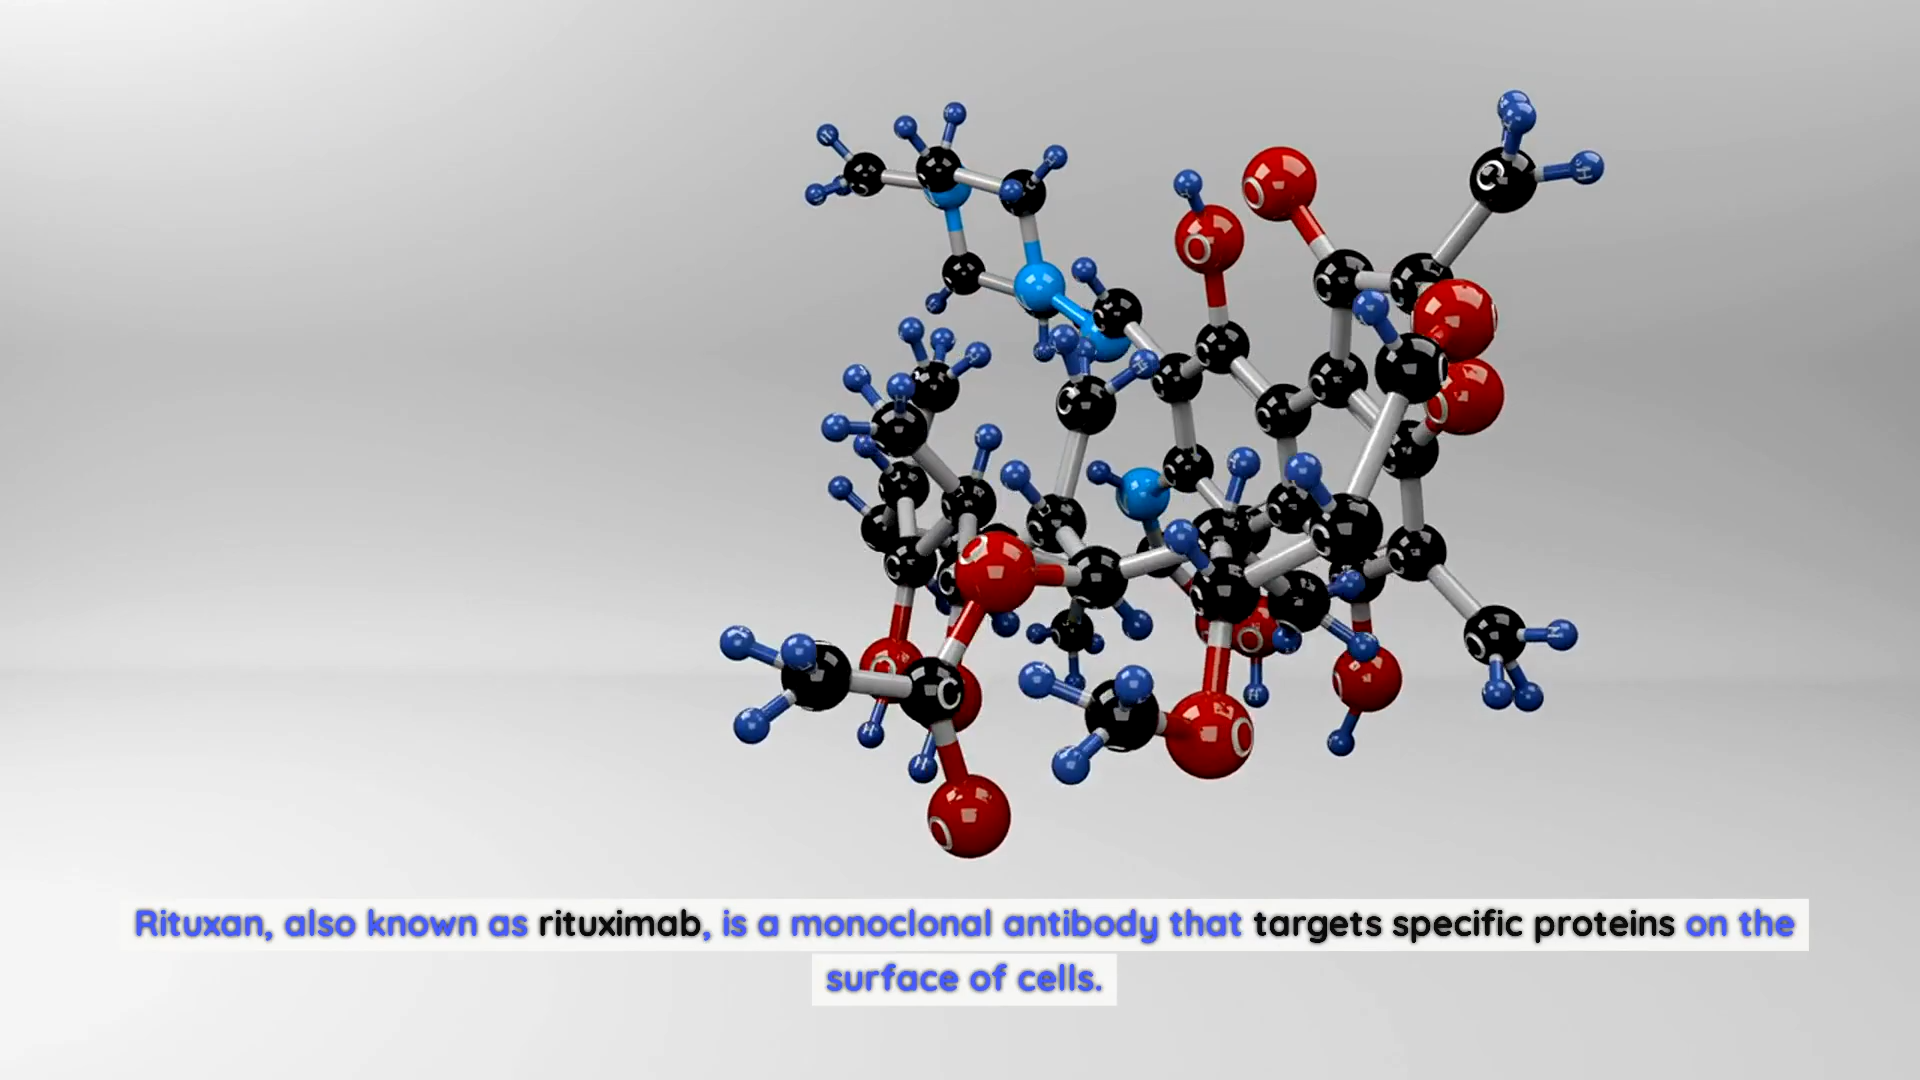 Rituxan, also known as rituximab, is a monoclonal antibody that targets specific proteins on the
surface of cells.